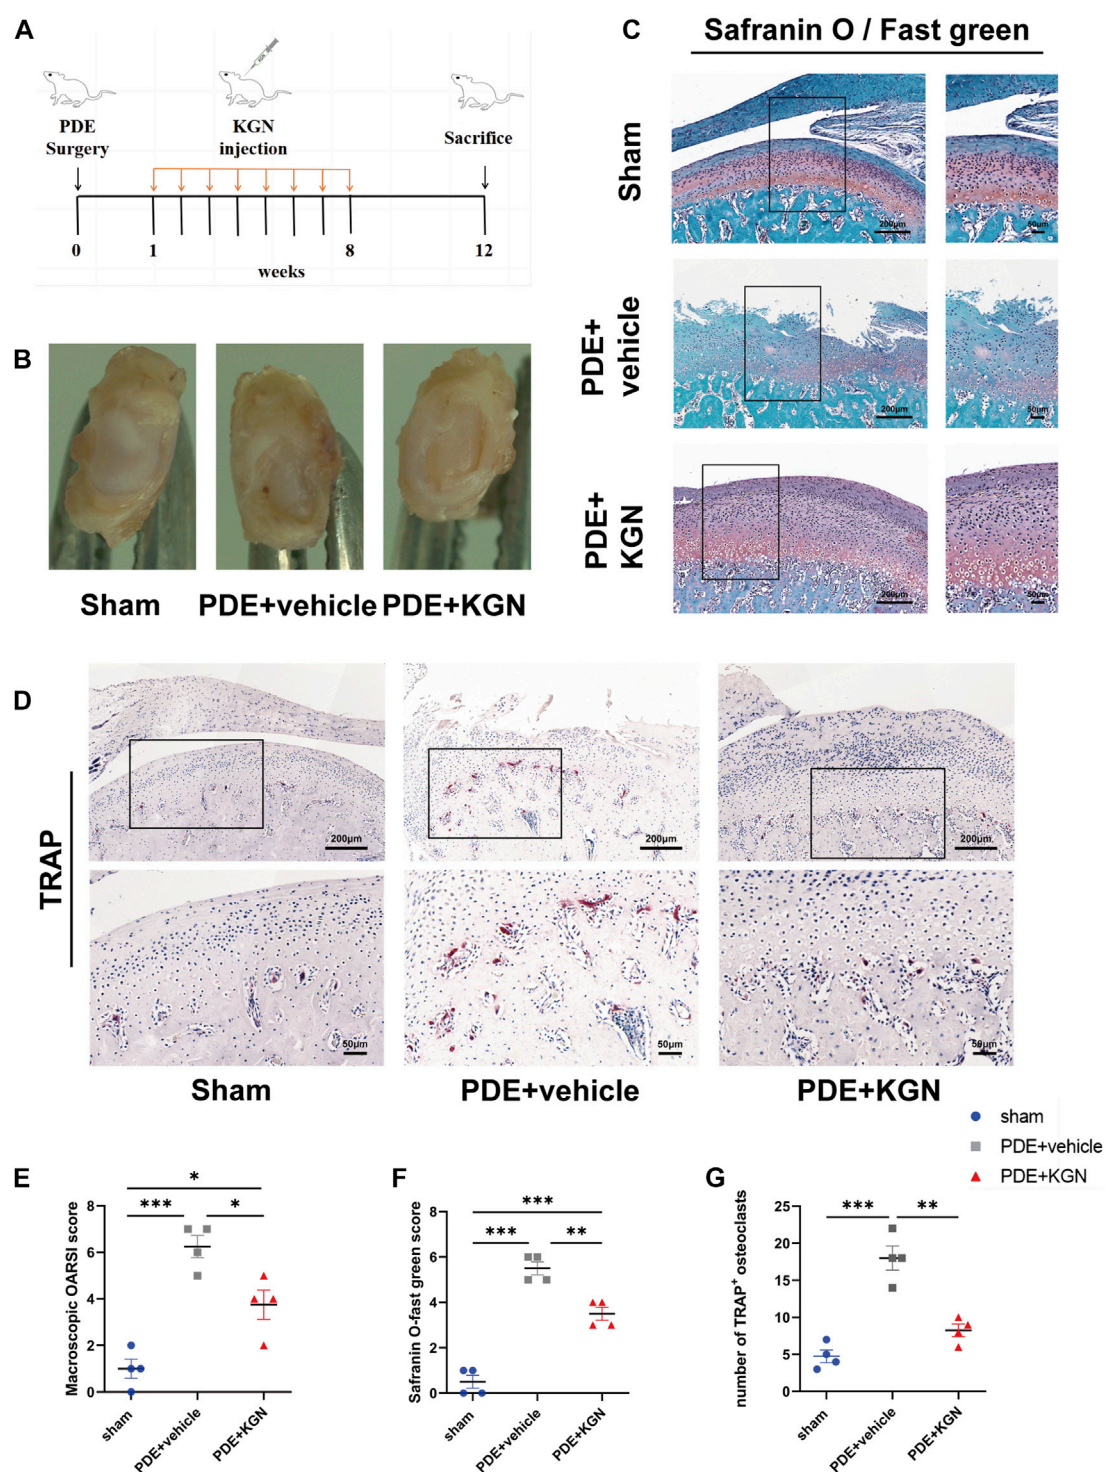 A
PDE
Surgery
KGN
injection
Sacrifice
0
1
8
12
weeks
B
Sham
PDE+vehicle
PDE+KGN
C
Safranin O / Fast green
Sham
200μm
50μm
PDE+
vehicle
200μm
50μm
PDE+
KGN
200μm
50μm
D
TRAP
200μm
200μm
200μm
50μm
50μm
50μm
Sham
PDE+vehicle
PDE+KGN
sham
PDE+vehicle
PDE+KGN
E
Macroscopic OARSI score
8
6
4
2
0
*
***
*
sham
PDE+vehicle
PDE+KGN
F
Safranin O-fast green score
8
6
4
2
0
***
***
**
sham
PDE+vehicle
PDE+KGN
G
number of TRAP⁺ osteoclasts
25
20
15
10
5
0
***
**
sham
PDE+vehicle
PDE+KGN